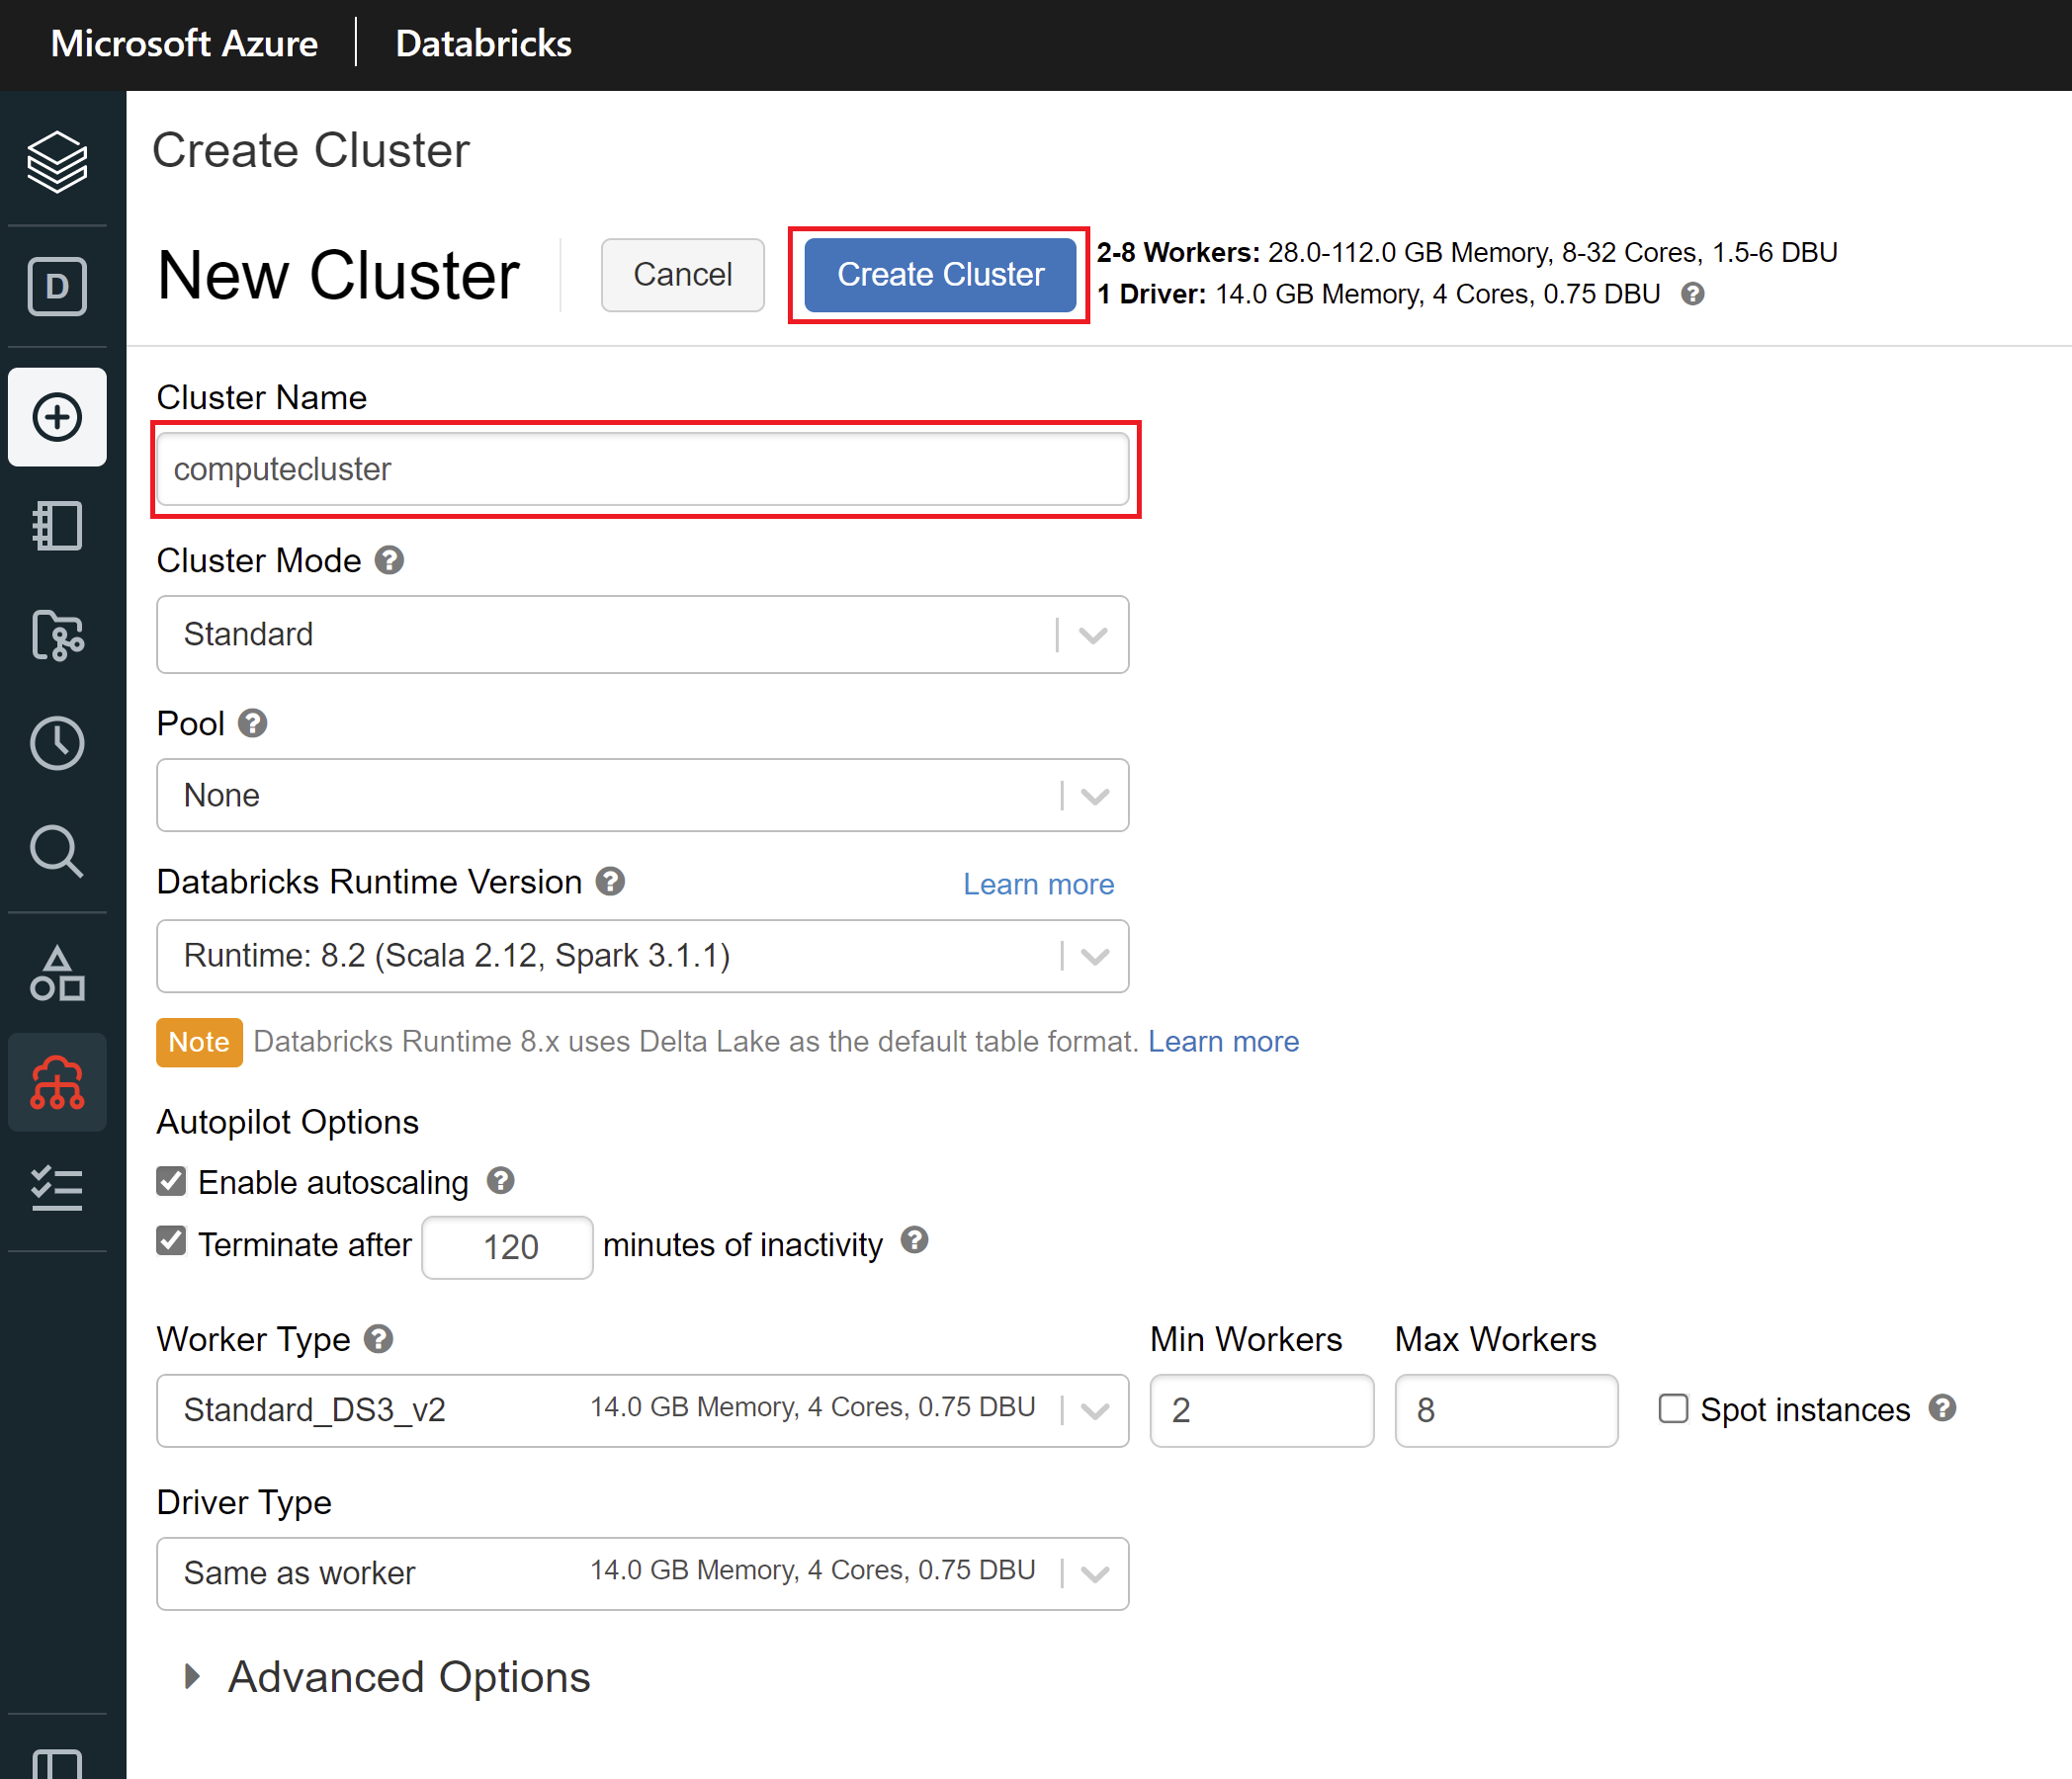 Microsoft Azure | Databricks
Create Cluster
New Cluster
Cancel
Create Cluster
2-8 Workers: 28.0-112.0 GB Memory, 8-32 Cores, 1.5-6 DBU
1 Driver: 14.0 GB Memory, 4 Cores, 0.75 DBU ?
D
Cluster Name
computecluster
Cluster Mode ?
Standard
Pool ?
None
Databricks Runtime Version ? Learn more
Runtime: 8.2 (Scala 2.12, Spark 3.1.1)
Note Databricks Runtime 8.x uses Delta Lake as the default table format. Learn more
Autopilot Options
Enable autoscaling ?
Terminate after 120 minutes of inactivity ?
Worker Type ? Min Workers Max Workers
Standard_DS3_v2 14.0 GB Memory, 4 Cores, 0.75 DBU 2 8 Spot instances ?
Driver Type
Same as worker 14.0 GB Memory, 4 Cores, 0.75 DBU
Advanced Options